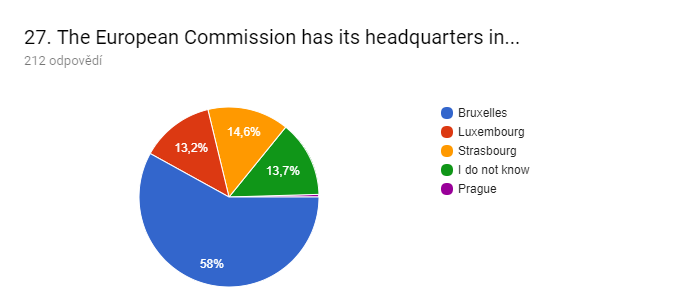 27. The European Commission has its headquarters in...
212 odpovědí
Bruxelles
Luxembourg
Strasbourg
I do not know
Prague
13,2%
14,6%
13,7%
58%